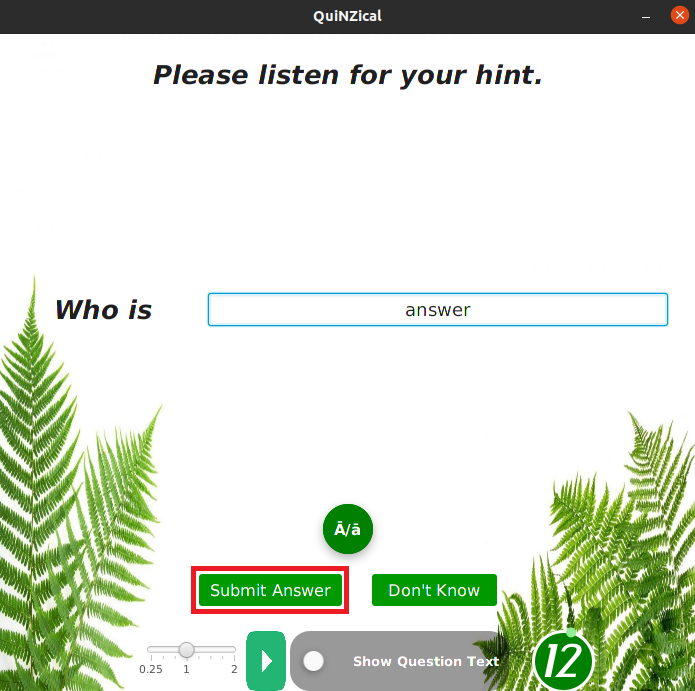 QuiNZical
Please listen for your hint.
Who is answer
Ā/ā
Submit Answer Don't Know
0.25 1 2
Show Question Text
12